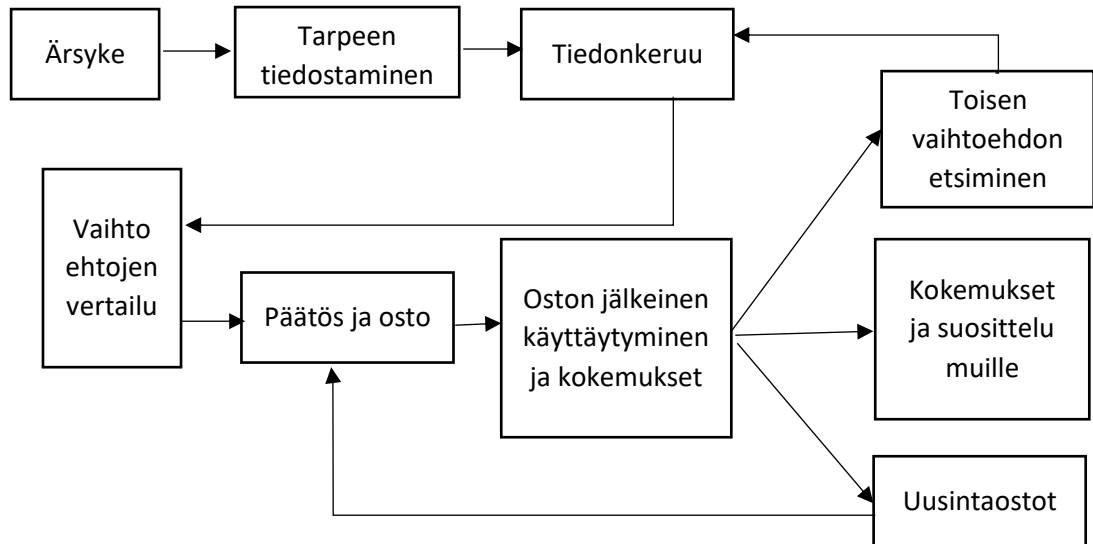 Ärsyke
Tarpeen
tiedostaminen
Tiedonkeruu
Toisen
vaihtoehdon
etsiminen
Vaihto
ehtojen
vertailu
Päätös ja osto
Oston jälkeinen
käyttäytyminen
ja kokemukset
Kokemukset
ja suosittelu
muille
Uusintaostot